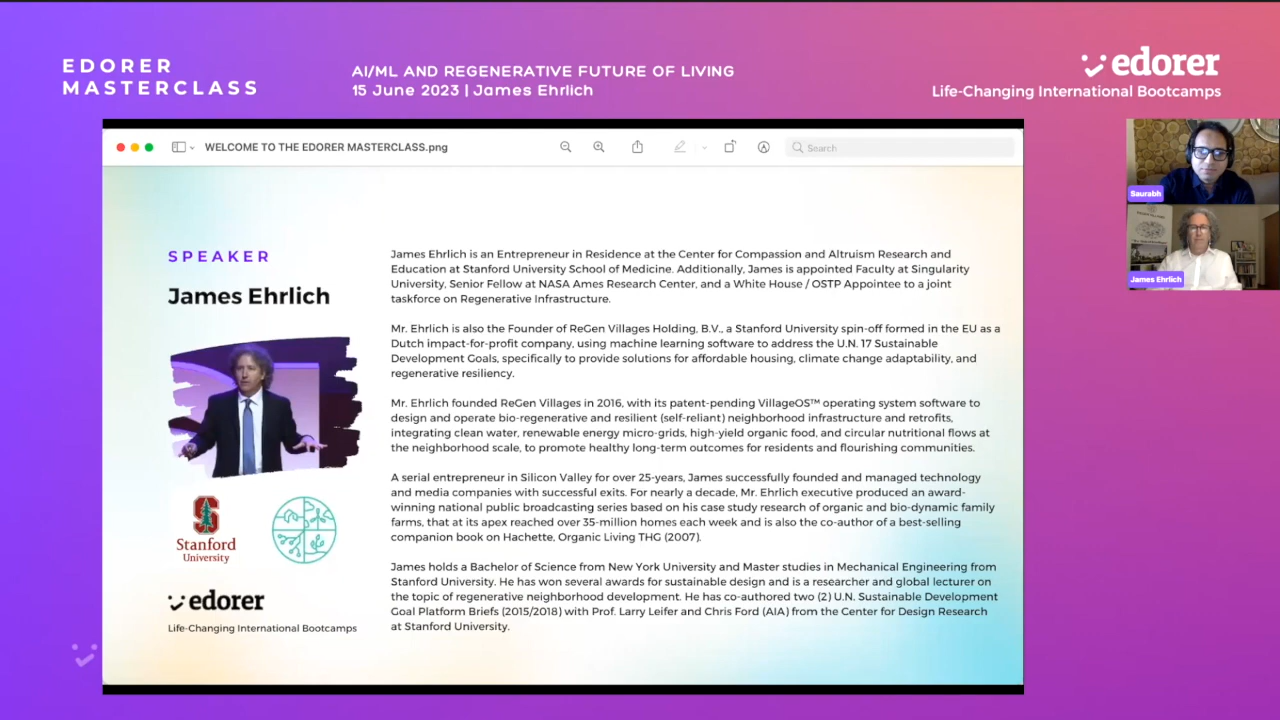 EDORER
MASTERCLASS
AI/ML AND REGENERATIVE FUTURE OF LIVING
15 June 2023 | James Ehrlich
edorer
Life-Changing International Bootcamps
WELCOME TO THE EDORER MASTERCLASS.png
Search
Saurabh
James Ehrlich
SPEAKER
James Ehrlich
Stanford
University
edorer
Life-Changing International Bootcamps
James Ehrlich is an Entrepreneur in Residence at the Center for Compassion and Altruism Research and
Education at Stanford University School of Medicine. Additionally, James is appointed Faculty at Singularity
University, Senior Fellow at NASA Ames Research Center, and a White House / OSTP Appointee to a joint
taskforce on Regenerative Infrastructure.
Mr. Ehrlich is also the Founder of ReGen Villages Holding, B.V., a Stanford University spin-off formed in the EU as a
Dutch impact-for-profit company, using machine learning software to address the U.N. 17 Sustainable
Development Goals, specifically to provide solutions for affordable housing, climate change adaptability, and
regenerative resiliency.
Mr. Ehrlich founded ReGen Villages in 2016, with its patent-pending VillageOS™ operating system software to
design and operate bio-regenerative and resilient (self-reliant) neighborhood infrastructure and retrofits,
integrating clean water, renewable energy micro-grids, high-yield organic food, and circular nutritional flows at
the neighborhood scale, to promote healthy long-term outcomes for residents and flourishing communities.
A serial entrepreneur in Silicon Valley for over 25-years, James successfully founded and managed technology
and media companies with successful exits. For nearly a decade, Mr. Ehrlich executive produced an award-
winning national public broadcasting series based on his case study research of organic and bio-dynamic family
farms, that at its apex reached over 35-million homes each week and is also the co-author of a best-selling
companion book on Hachette, Organic Living THG (2007).
James holds a Bachelor of Science from New York University and Master studies in Mechanical Engineering from
Stanford University. He has won several awards for sustainable design and is a researcher and global lecturer on
the topic of regenerative neighborhood development. He has co-authored two (2) U.N. Sustainable Development
Goal Platform Briefs (2015/2018) with Prof. Larry Leifer and Chris Ford (AIA) from the Center for Design Research
at Stanford University.